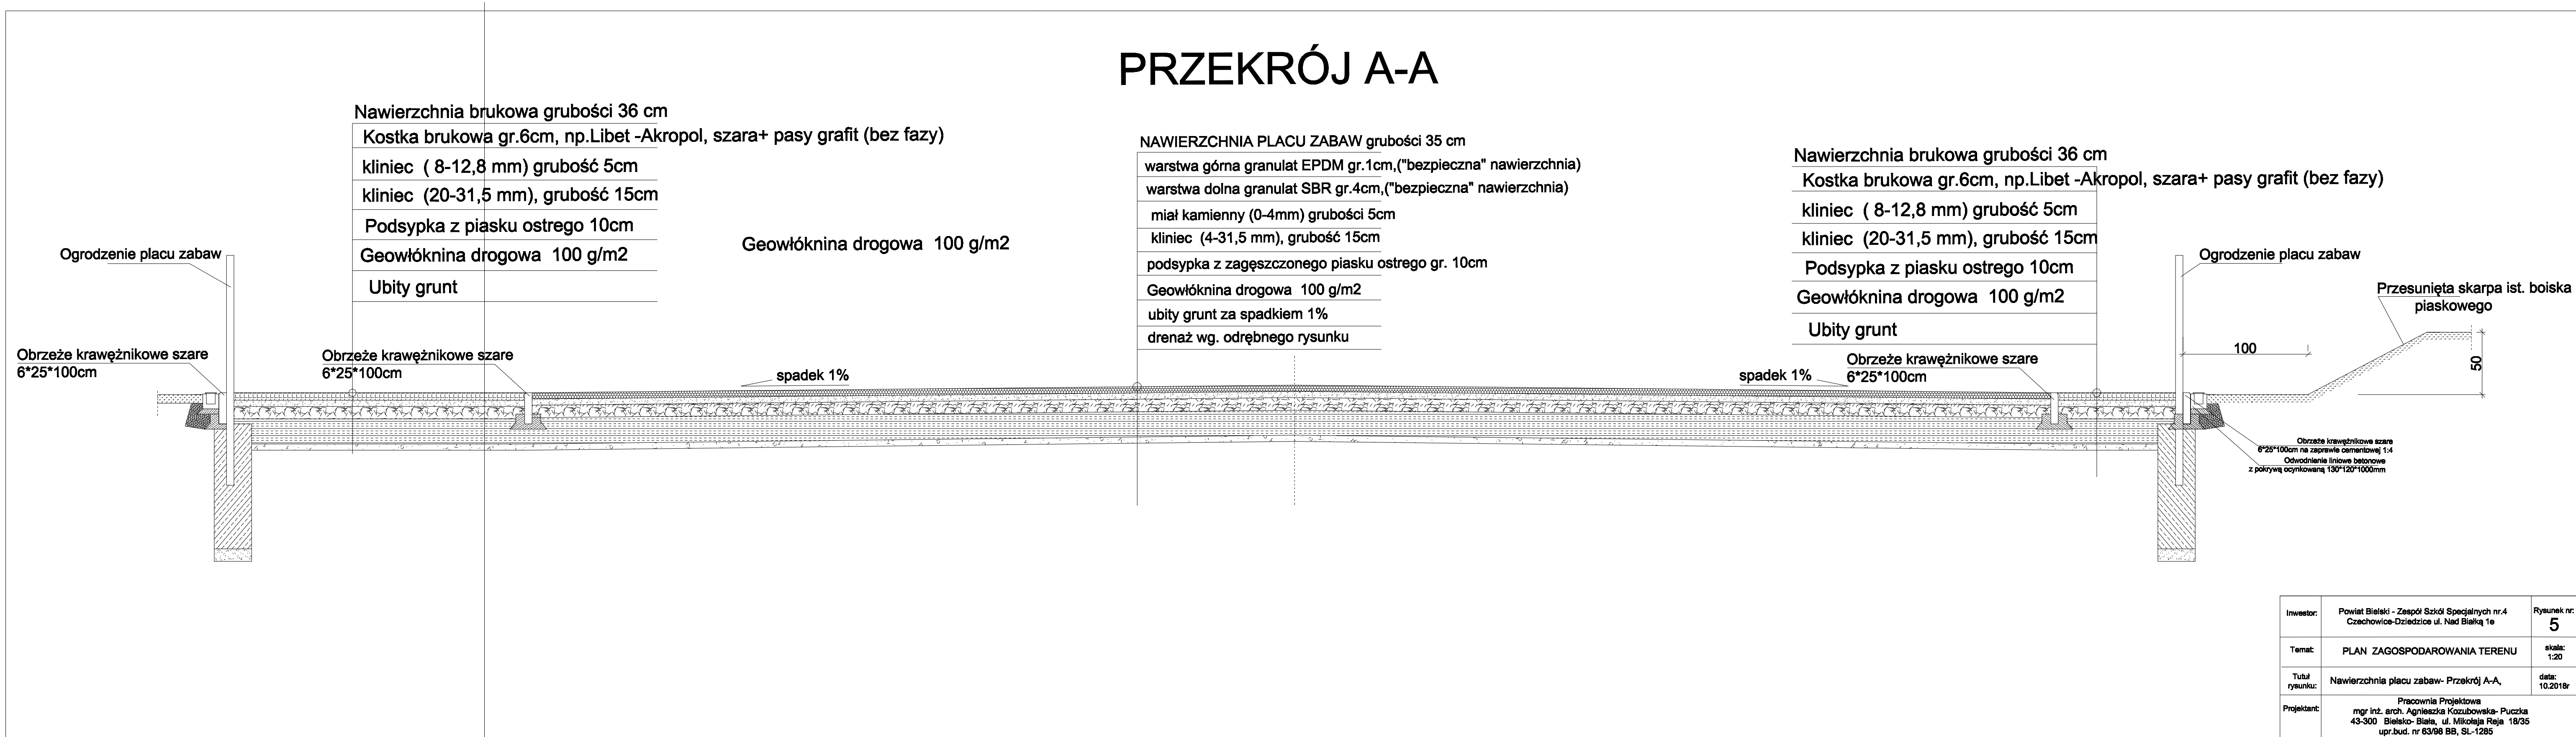 PRZEKRÓJ A-A
Nawierzchnia brukowa grubości 36 cm
Kostka brukowa gr.6cm, np.Libet -Akropol, szara+ pasy grafit (bez fazy)
kliniec ( 8-12,8 mm) grubość 5cm
kliniec (20-31,5 mm), grubość 15cm
Podsypka z piasku ostrego 10cm
Geowłóknina drogowa 100 g/m2
Ubity grunt
Ogrodzenie placu zabaw
Obrzeże krawężnikowe szare
6*25*100cm
Obrzeże krawężnikowe szare
6*25*100cm
Geowłóknina drogowa 100 g/m2
spadek 1%
NAWIERZCHNIA PLACU ZABAW grubości 35 cm
warstwa górna granulat EPDM gr.1cm,("bezpieczna" nawierzchnia)
warstwa dolna granulat SBR gr.4cm,("bezpieczna" nawierzchnia)
miał kamienny (0-4mm) grubości 5cm
kliniec (4-31,5 mm), grubość 15cm
podsypka z zagęszczonego piasku ostrego gr. 10cm
Geowłóknina drogowa 100 g/m2
ubity grunt za spadkiem 1%
drenaż wg. odrębnego rysunku
Nawierzchnia brukowa grubości 36 cm
Kostka brukowa gr.6cm, np.Libet -Akropol, szara+ pasy grafit (bez fazy)
kliniec ( 8-12,8 mm) grubość 5cm
kliniec (20-31,5 mm), grubość 15cm
Podsypka z piasku ostrego 10cm
Geowłóknina drogowa 100 g/m2
Ubity grunt
Obrzeże krawężnikowe szare
6*25*100cm
spadek 1%
Ogrodzenie placu zabaw
Przesunięta skarpa ist. boiska
piaskowego
100
50
Obrzeże krawężnikowe szare
6*25*100cm na zaprawie cementowej 1:4
Odwodnienie liniowe betonowe
z pokrywą ocynkowaną 130*120*1000mm
Inwestor:
Powiat Bielski - Zespół Szkół Specjalnych nr.4
Czechowice-Dziedzice ul. Nad Białką 1e
Rysunek nr:
5
Temat:
PLAN ZAGOSPODAROWANIA TERENU
skala:
1:20
Tutuł
rysunku:
Nawierzchnia placu zabaw- Przekrój A-A,
data:
10.2018r
Projektant:
Pracownia Projektowa
mgr inż. arch. Agnieszka Kozubowska- Puczka
43-300 Bielsko- Biała, ul. Mikołaja Reja 18/35
upr.bud. nr 63/98 BB, SL-1285